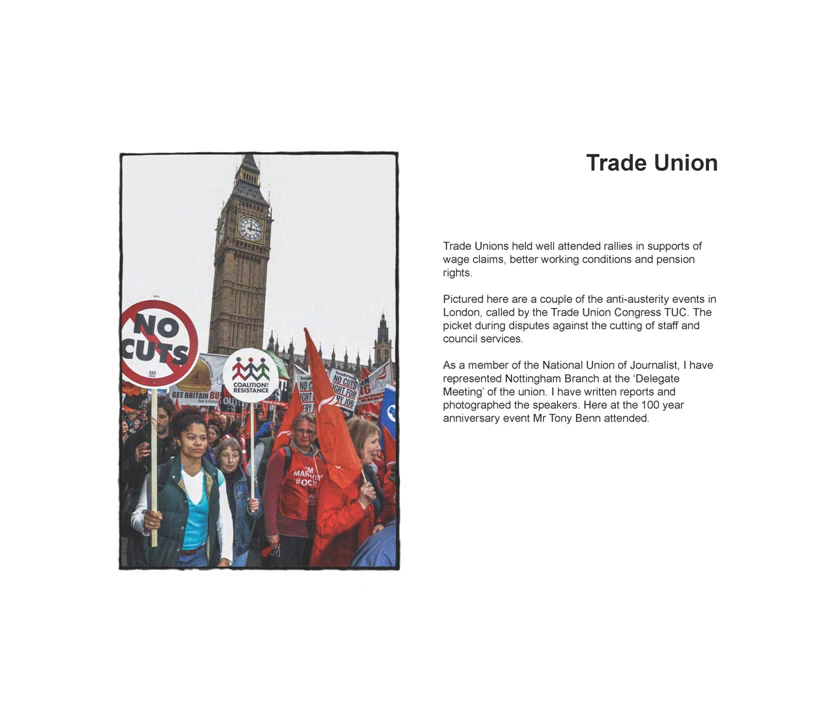 Trade Union
Trade Unions held well attended rallies in supports of
wage claims, better working conditions and pension
rights.
Pictured here are a couple of the anti-austerity events in
London, called by the Trade Union Congress TUC. The
picket during disputes against the cutting of staff and
council services.
As a member of the National Union of Journalist, I have
represented Nottingham Branch at the ‘Delegate
Meeting’ of the union. I have written reports and
photographed the speakers. Here at the 100 year
anniversary event Mr Tony Benn attended.
NO
CUTS
COALITION?
RESISTANCE
GET BRITAIN
NO CUTS